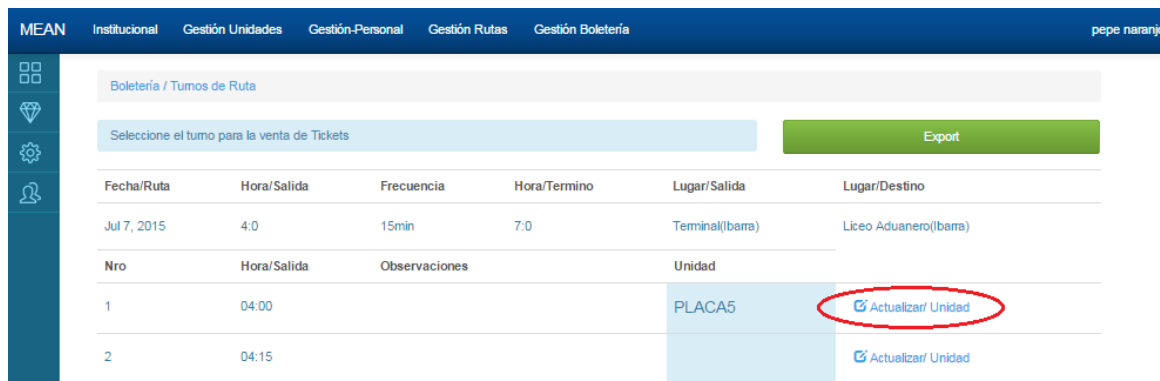 MEAN Institucional Gestión Unidades Gestión-Personal Gestión Rutas Gestión Boletería pepe naranjo
Boletería / Turnos de Ruta
Seleccione el turno para la venta de Tickets Export
Fecha/Ruta Hora/Salida Frecuencia Hora/Termino Lugar/Salida Lugar/Destino
Jul 7, 2015 4:0 15min 7:0 Terminal(Ibarra) Liceo Aduanero(Ibarra)
Nro Hora/Salida Observaciones Unidad
1 04:00 PLACA5 Actualizar/ Unidad
2 04:15 Actualizar/ Unidad